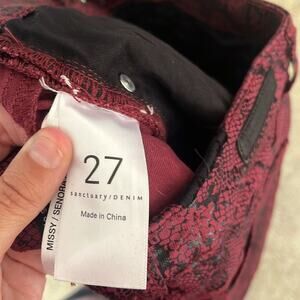 27
sanctuary/DENIM
Made in China
MISSY / SENORA